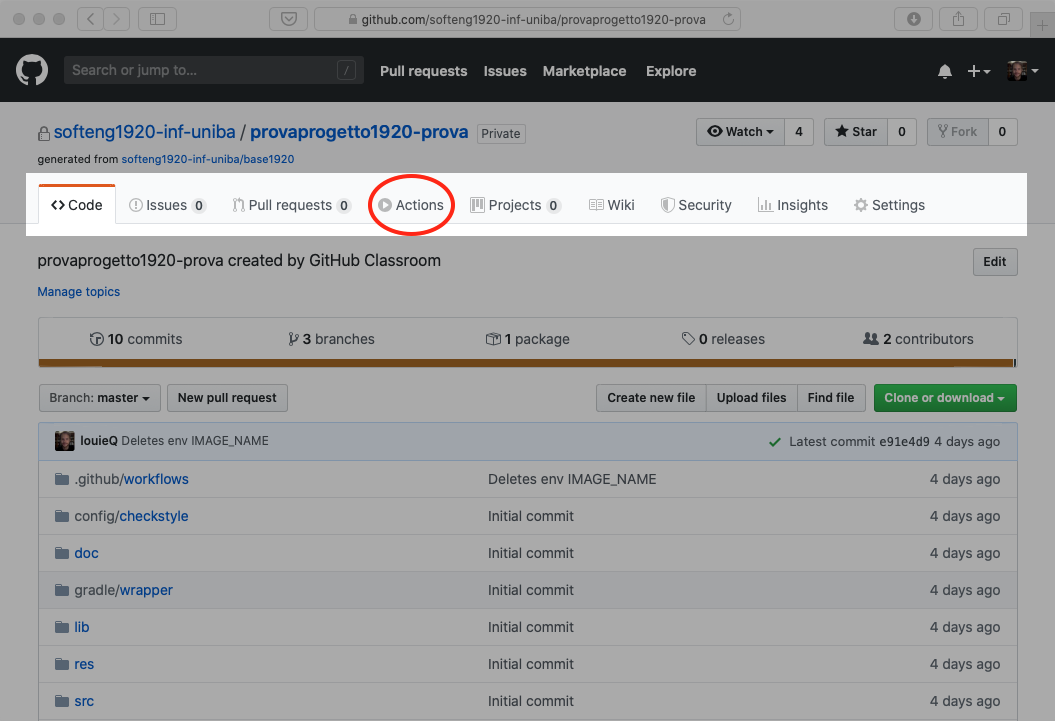 github.com/softeng1920-inf-uniba/provaprogetto1920-prova
Search or jump to... / Pull requests Issues Marketplace Explore
softeng1920-inf-uniba / provaprogetto1920-prova Private Watch 4 Star 0 Fork 0
generated from softeng1920-inf-uniba/base1920
Code Issues 0 Pull requests 0 Actions Projects 0 Wiki Security Insights Settings
provaprogetto1920-prova created by GitHub Classroom Edit
Manage topics
10 commits 3 branches 1 package 0 releases 2 contributors
Branch: master New pull request Create new file Upload files Find file Clone or download
louieQ Deletes env IMAGE_NAME Latest commit e91e4d9 4 days ago
.github/workflows Deletes env IMAGE_NAME 4 days ago
config/checkstyle Initial commit 4 days ago
doc Initial commit 4 days ago
gradle/wrapper Initial commit 4 days ago
lib Initial commit 4 days ago
res Initial commit 4 days ago
src Initial commit 4 days ago